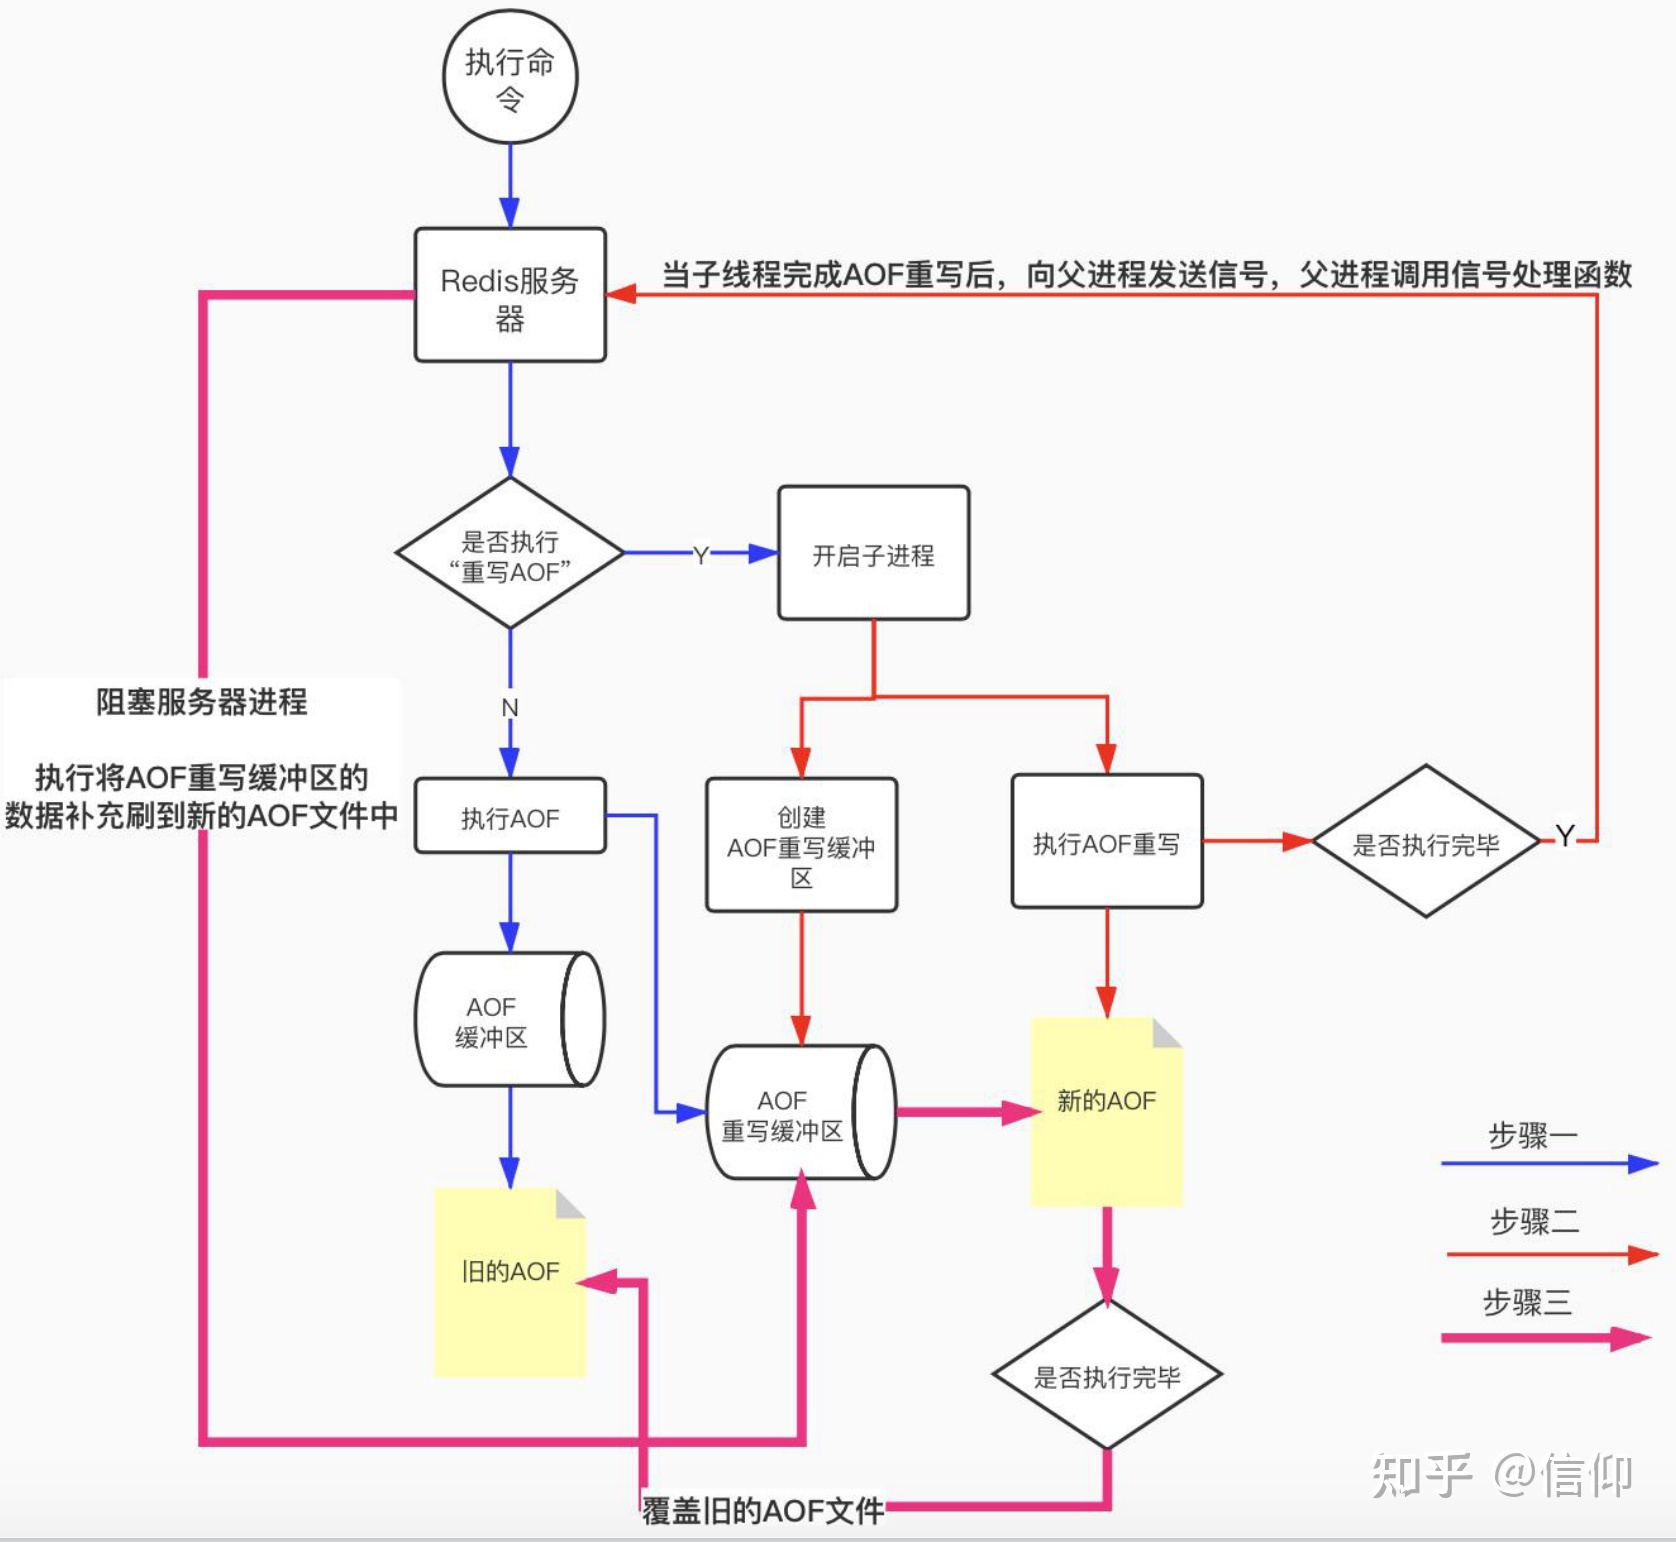 执行命
令
Redis服务
器
当子线程完成AOF重写后，向父进程发送信号，父进程调用信号处理函数
是否执行
“重写AOF”
Y
开启子进程
N
阻塞服务器进程
执行将AOF重写缓冲区的
数据补充刷到新的AOF文件中
执行AOF
创建
AOF重写缓冲
区
执行AOF重写
是否执行完毕
Y
AOF
缓冲区
AOF
重写缓冲区
新的AOF
旧的AOF
是否执行完毕
覆盖旧的AOF文件
步骤一
步骤二
步骤三
知乎 @信仰